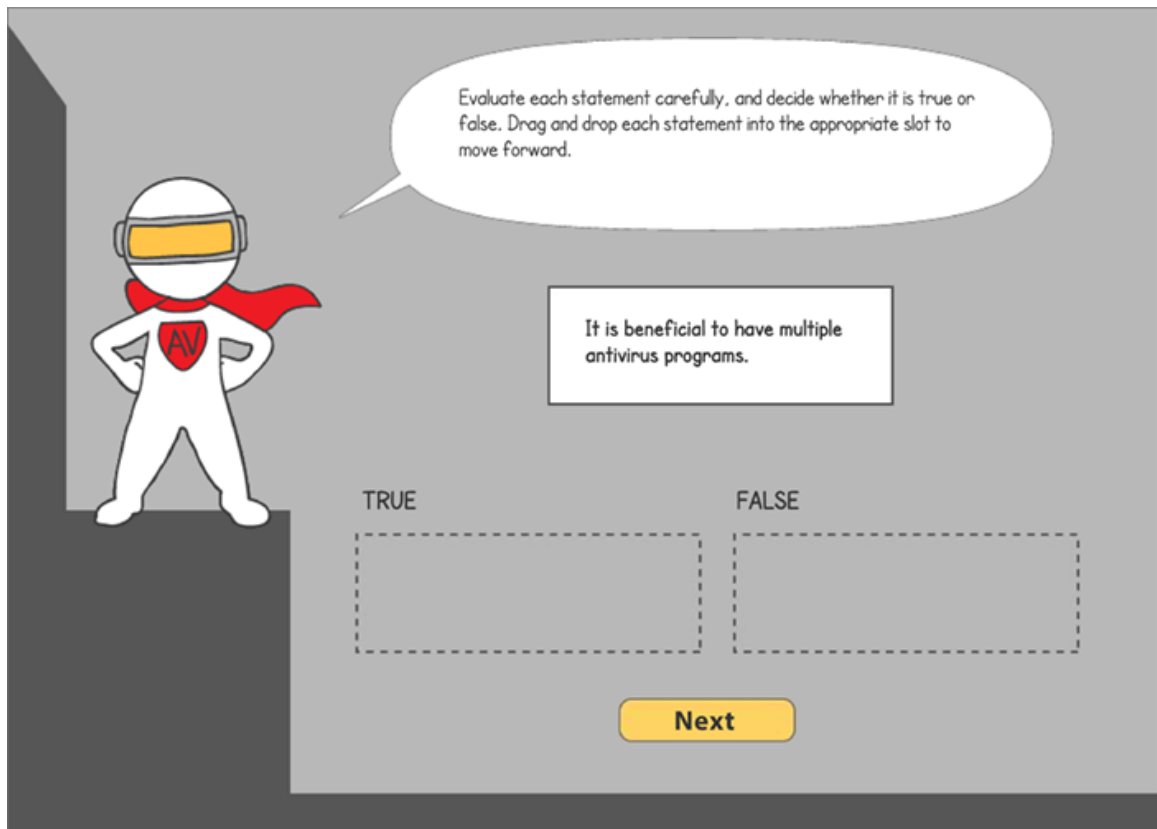 Evaluate each statement carefully, and decide whether it is true or
false. Drag and drop each statement into the appropriate slot to
move forward.
AV
It is beneficial to have multiple
antivirus programs.
TRUE
FALSE
Next